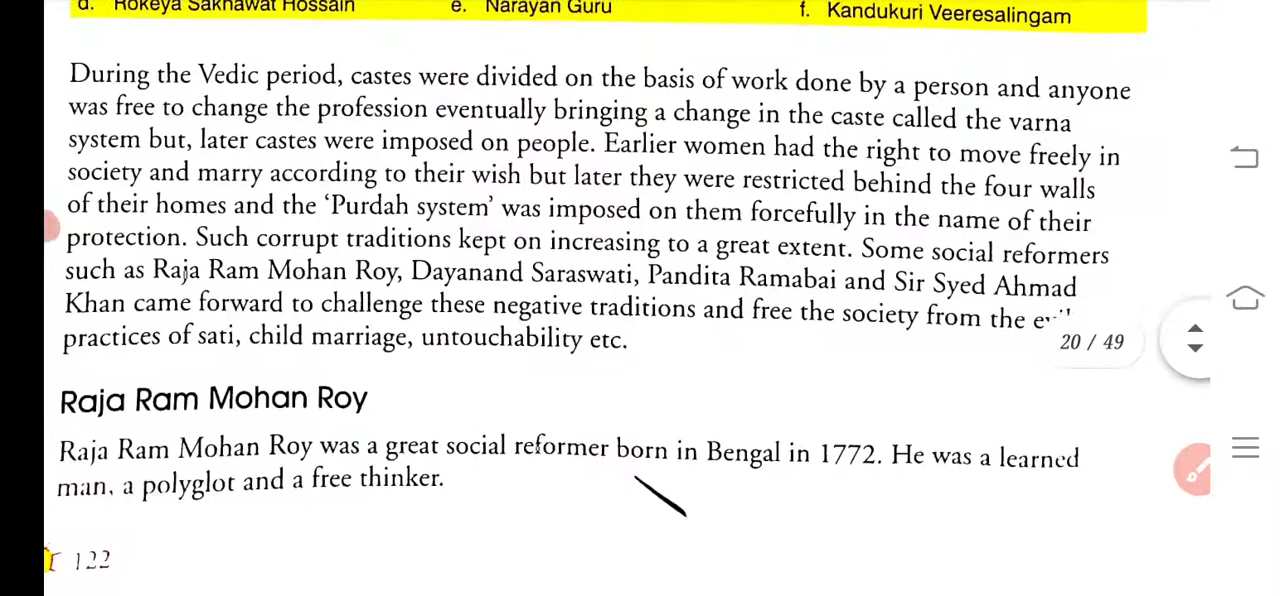 d. Rokeya Sakhawat Hossain e. Narayan Guru f. Kandukuri Veeresalingam
During the Vedic period, castes were divided on the basis of work done by a person and anyone
was free to change the profession eventually bringing a change in the caste called the varna
system but, later castes were imposed on people. Earlier women had the right to move freely in
society and marry according to their wish but later they were restricted behind the four walls
of their homes and the ‘Purdah system’ was imposed on them forcefully in the name of their
protection. Such corrupt traditions kept on increasing to a great extent. Some social reformers
such as Raja Ram Mohan Roy, Dayanand Saraswati, Pandita Ramabai and Sir Syed Ahmad
Khan came forward to challenge these negative traditions and free the society from the
practices of sati, child marriage, untouchability etc.
20 / 49
Raja Ram Mohan Roy
Raja Ram Mohan Roy was a great social reformer born in Bengal in 1772. He was a learned
man, a polyglot and a free thinker.
122